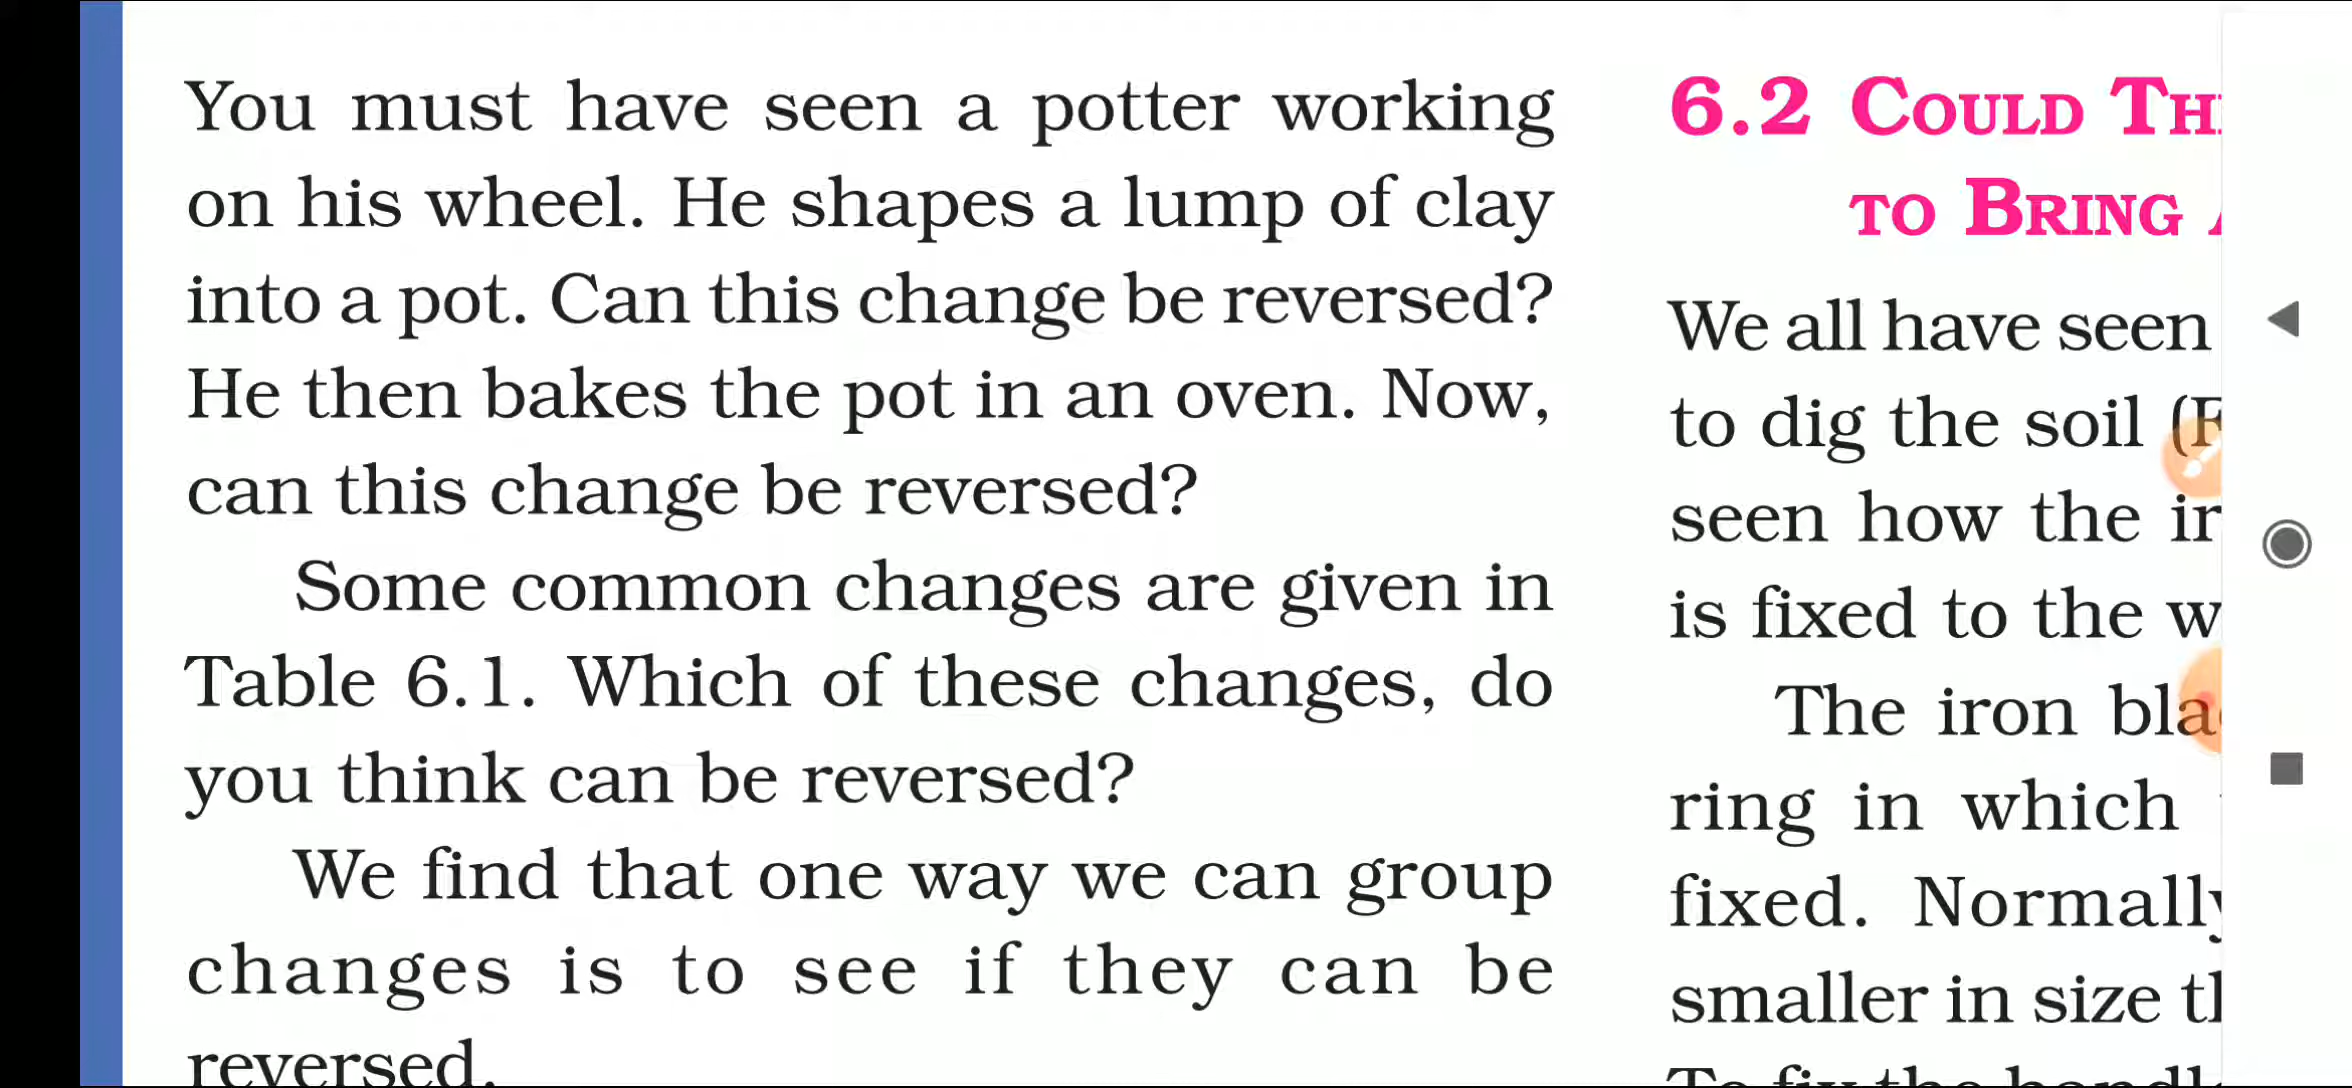 You must have seen a potter working
on his wheel. He shapes a lump of clay
into a pot. Can this change be reversed?
He then bakes the pot in an oven. Now,
can this change be reversed?
Some common changes are given in
Table 6.1. Which of these changes, do
you think can be reversed?
We find that one way we can group
changes is to see if they can be
reversed.
6.2 COULD
TO BRING
We all have seen
to dig the soil
seen how the
is fixed to the
The iron
ring in which
fixed. Normally
smaller in size